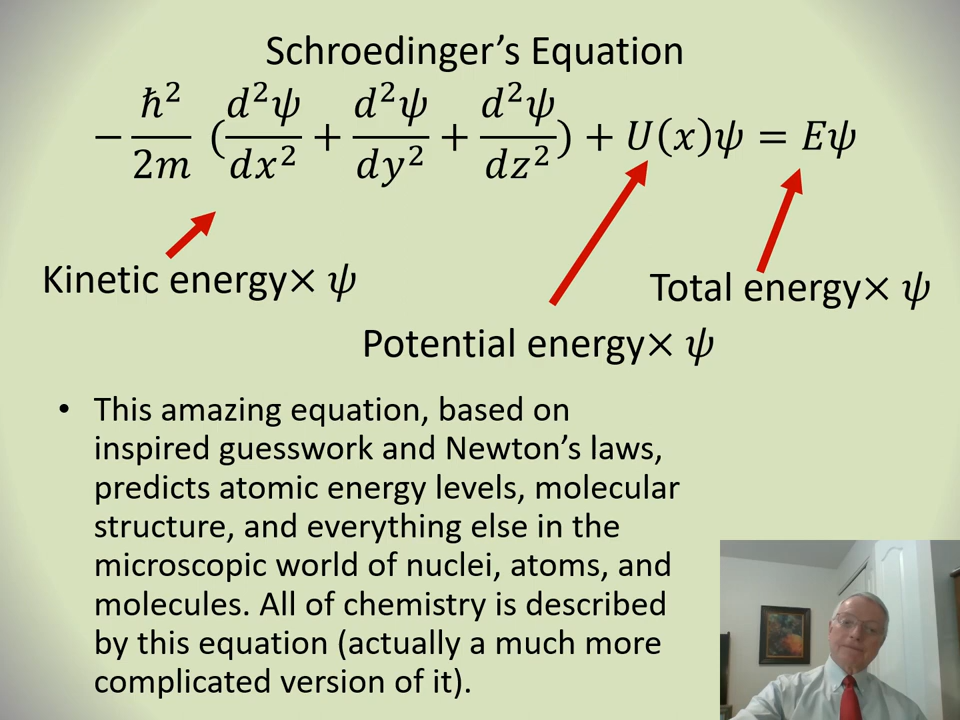 Schroedinger’s Equation
− ℏ²/2m (d²ψ/dx² + d²ψ/dy² + d²ψ/dz²) + U(x)ψ = Eψ
Kinetic energy× ψ
Total energy× ψ
Potential energy× ψ
• This amazing equation, based on
inspired guesswork and Newton’s laws,
predicts atomic energy levels, molecular
structure, and everything else in the
microscopic world of nuclei, atoms, and
molecules. All of chemistry is described
by this equation (actually a much more
complicated version of it).